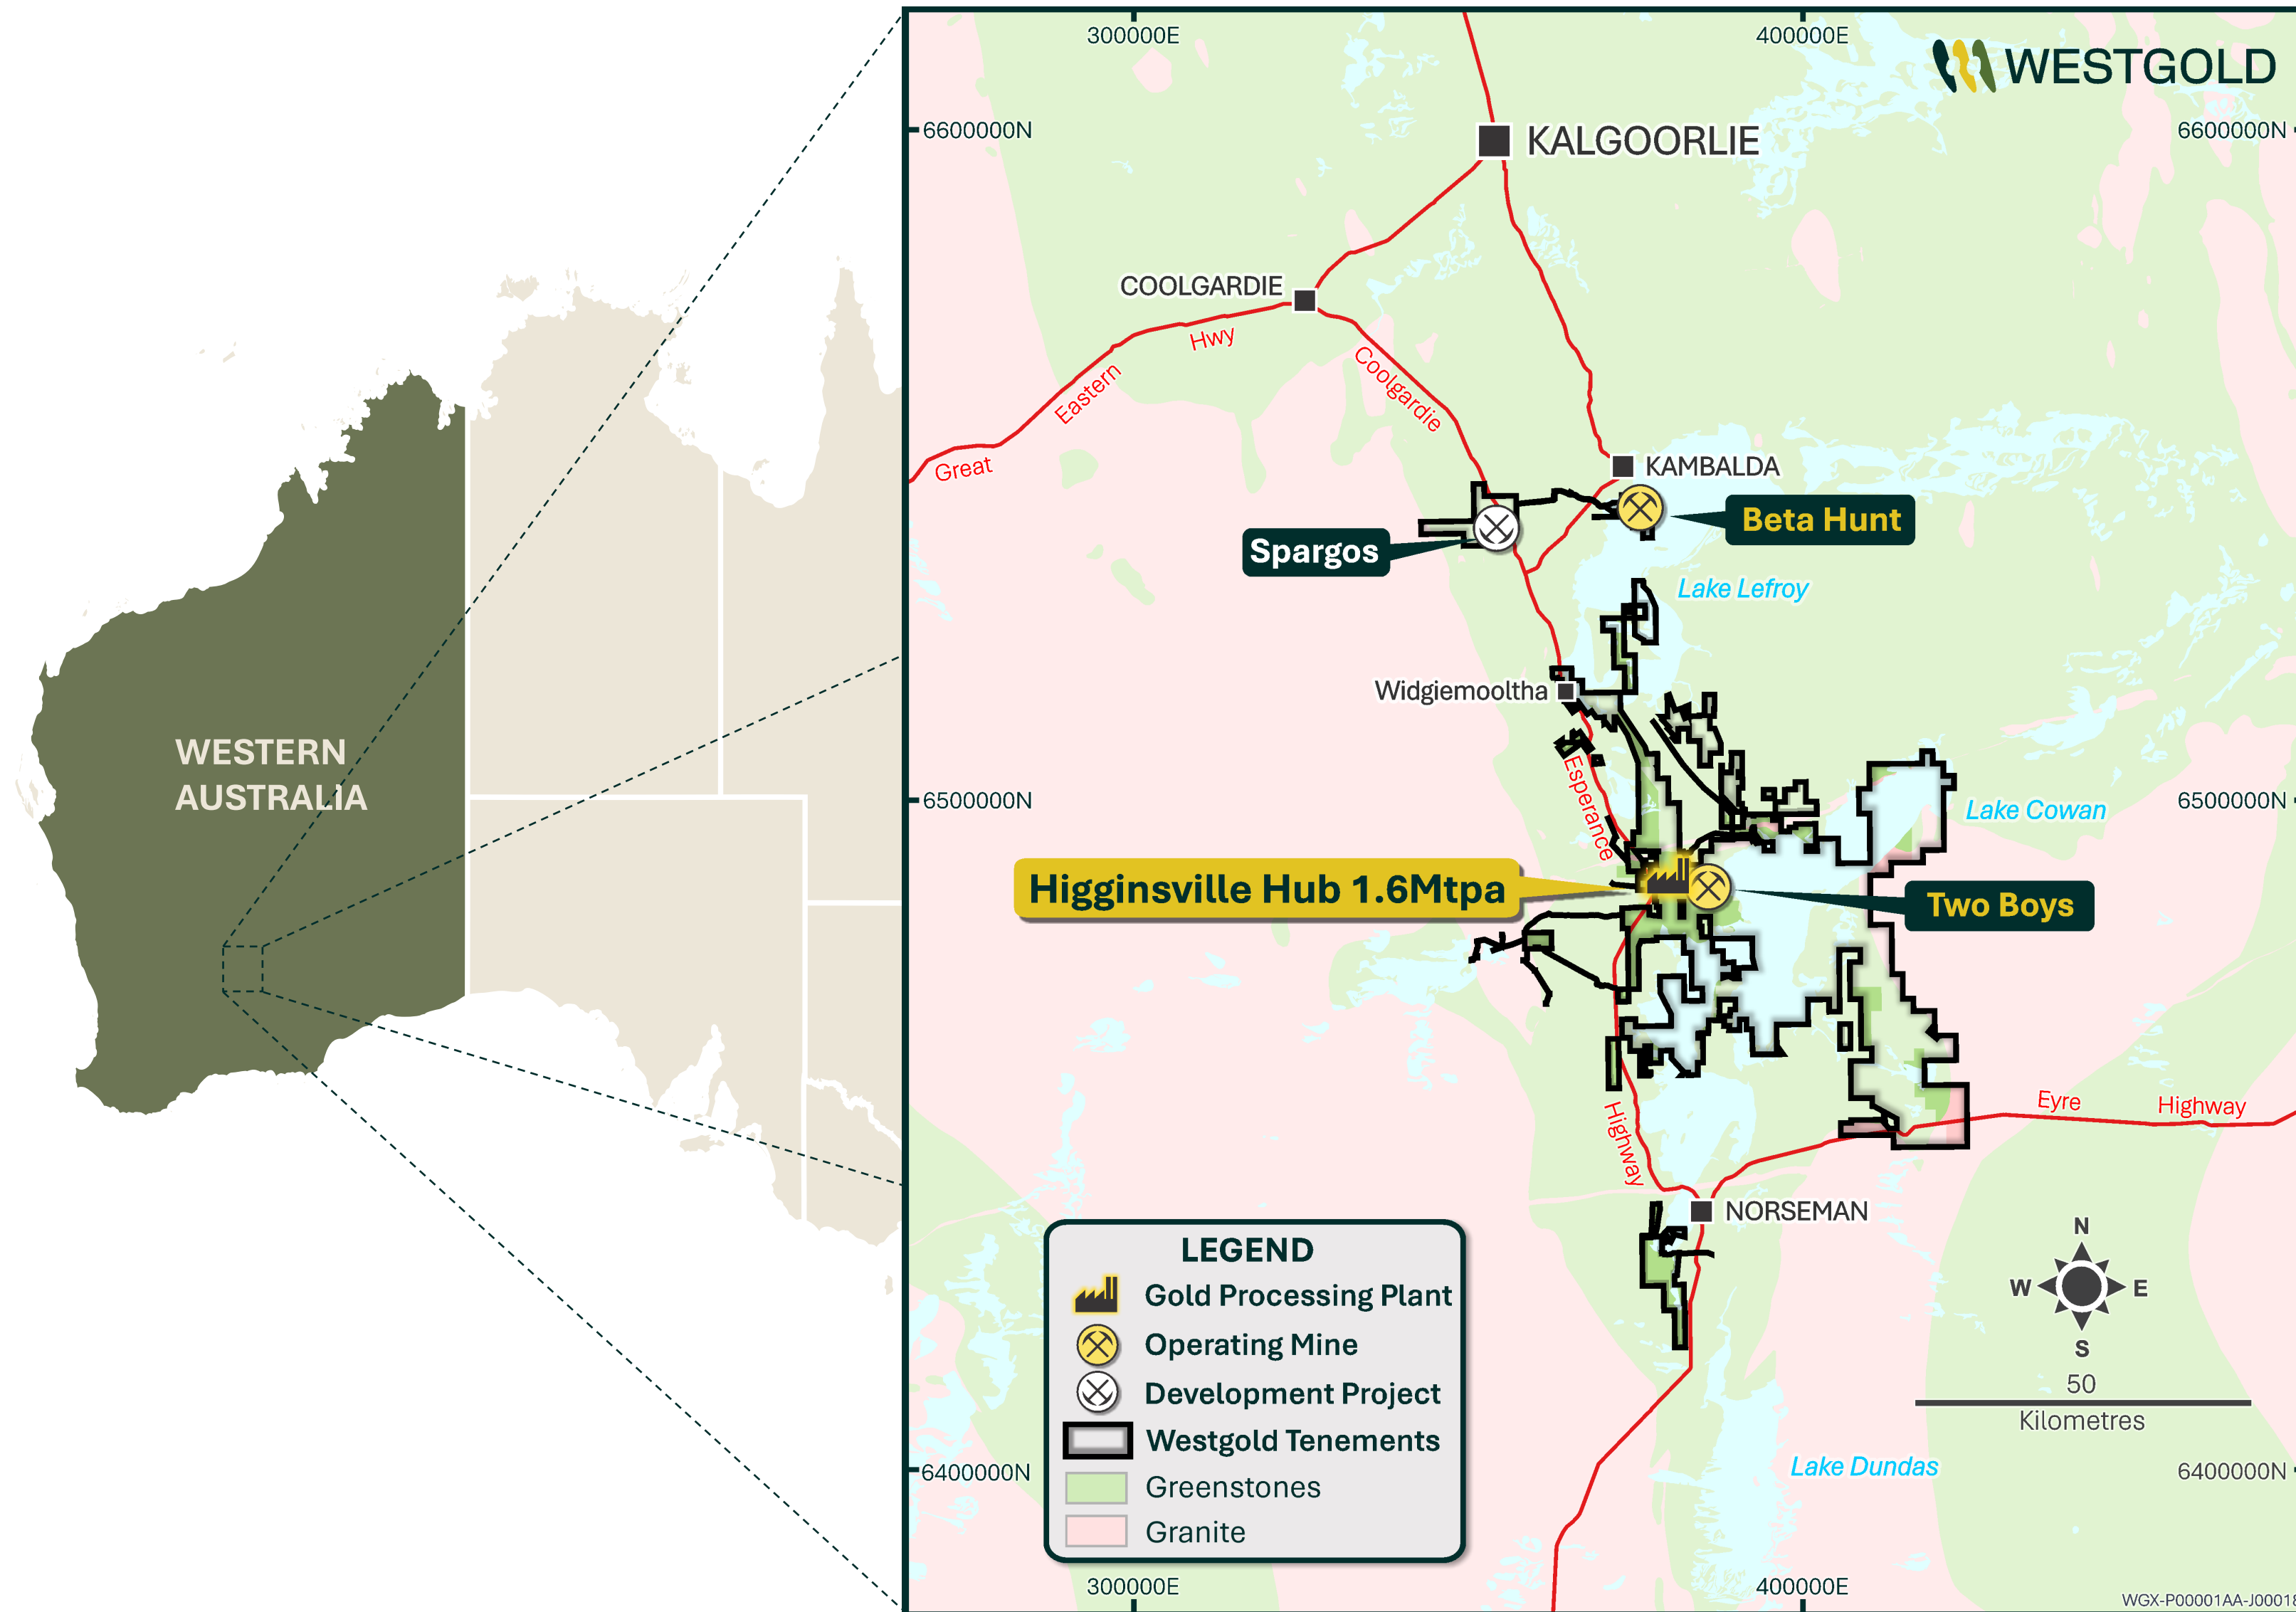 WESTERN
AUSTRALIA
300000E
400000E
WESTGOLD
6600000N
6600000N
KALGOORLIE
COOLGARDIE
Great
Eastern
Hwy
Coolgardie
KAMBALDA
Beta Hunt
Spargos
Lake Lefroy
Widgiemooltha
Esperance
6500000N
6500000N
Lake Cowan
Higginsville Hub 1.6Mtpa
Two Boys
Highway
Eyre
Highway
NORSEMAN
LEGEND
Gold Processing Plant
Operating Mine
Development Project
Westgold Tenements
Greenstones
Granite
N
W
E
S
50
Kilometres
Lake Dundas
6400000N
6400000N
300000E
400000E